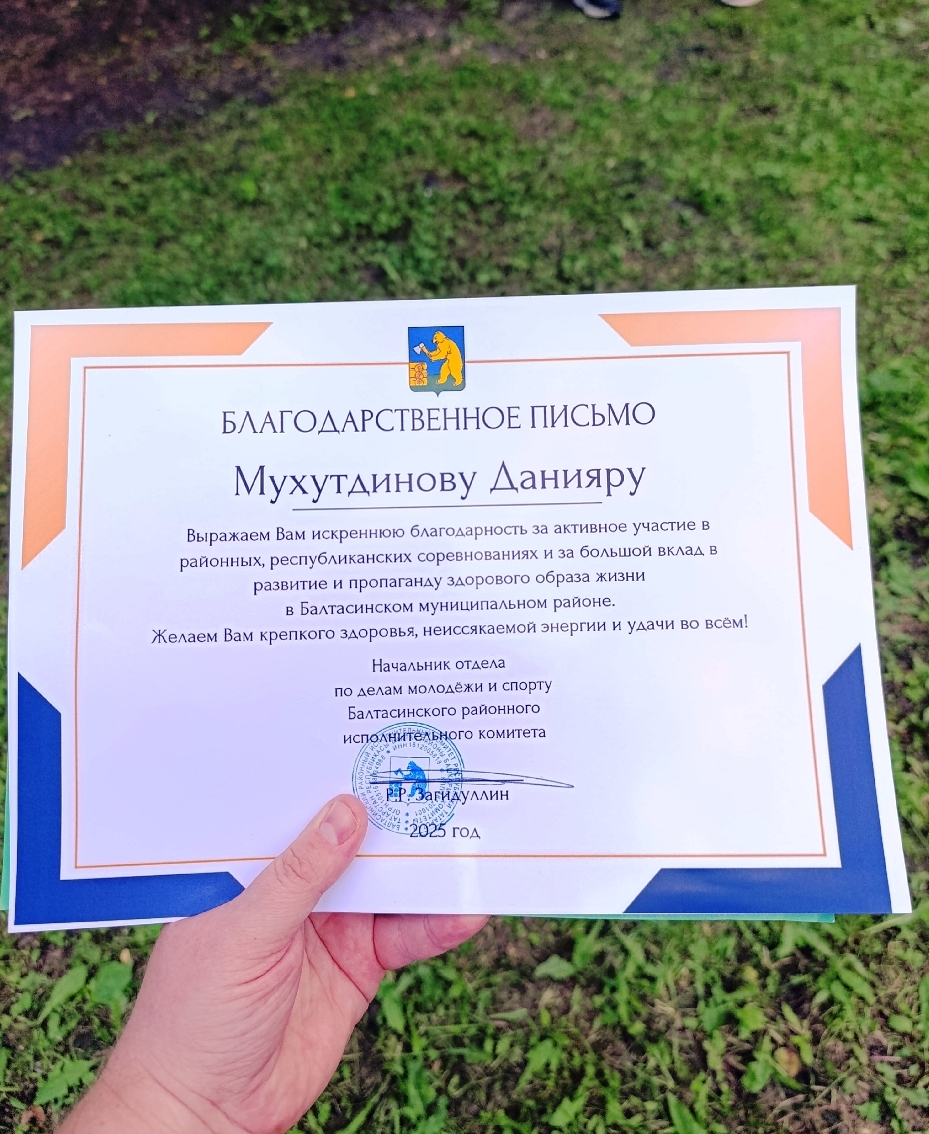 БЛАГОДАРСТВЕННОЕ ПИСЬМО
Мухутдинову Данияру
Выражаем Вам искреннюю благодарность за активное участие в
районных, республиканских соревнованиях и за большой вклад в
развитие и пропаганду здорового образа жизни
в Балтасинском муниципальном районе.
Желаем Вам крепкого здоровья, неиссякаемой энергии и удачи во всём!
Начальник отдела
по делам молодёжи и спорту
Балтасинского районного
исполнительного комитета
Р.Р. Загидуллин
2025 год